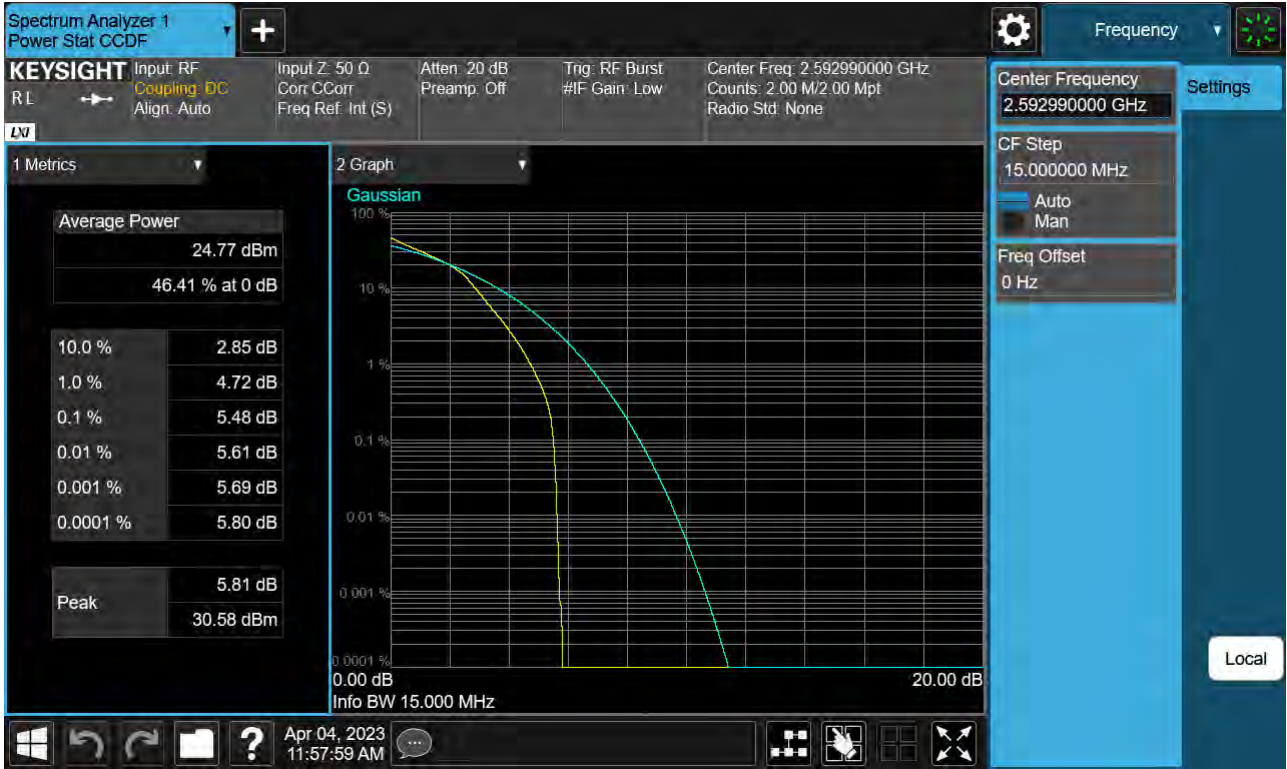 Spectrum Analyzer 1
Power Stat CCDF
Frequency
KEYSIGHT
R L
LXI
Input: RF
Coupling: DC
Align: Auto
Input Z: 50 Ω
Corr CCorr
Freq Ref: Int (S)
Atten: 20 dB
Preamp: Off
Trig: RF Burst
#IF Gain: Low
Center Freq: 2.592990000 GHz
Counts: 2.00 M/2.00 Mpt
Radio Std: None
Center Frequency
2.592990000 GHz
Settings
CF Step
15.000000 MHz
Auto
Man
Freq Offset
0 Hz
Local
1 Metrics
Average Power
24.77 dBm
46.41 % at 0 dB
10.0 % 2.85 dB
1.0 % 4.72 dB
0.1 % 5.48 dB
0.01 % 5.61 dB
0.001 % 5.69 dB
0.0001 % 5.80 dB
Peak
5.81 dB
30.58 dBm
2 Graph
Gaussian
100 %
10 %
1 %
0.1 %
0.01 %
0.001 %
0.0001 %
0.00 dB 20.00 dB
Info BW 15.000 MHz
?
Apr 04, 2023
11:57:59 AM